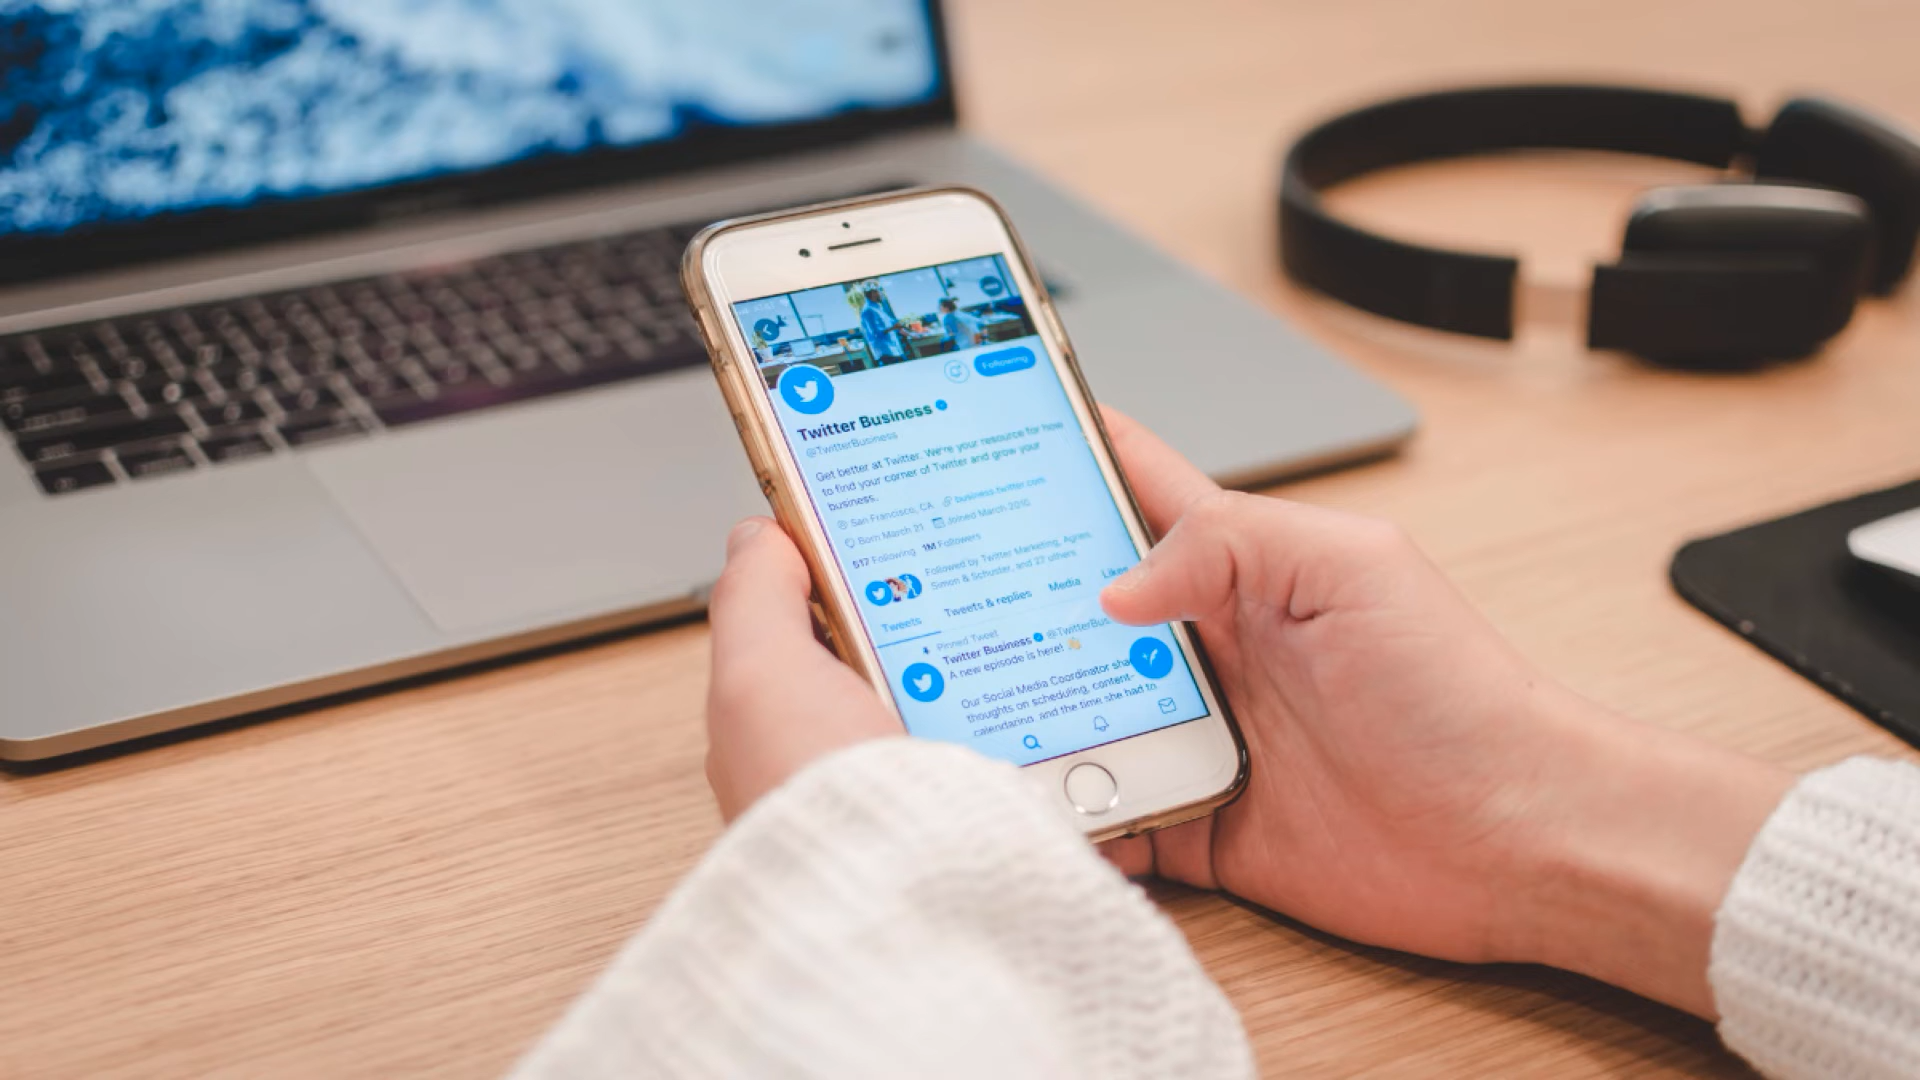 Following
Twitter Business
@TwitterBusiness
Get better at Twitter. We're your resource for how
to find your corner of Twitter and grow your
business.
San Francisco, CA business.twitter.com
Born March 21 Joined March 2010
517 Following 1M Followers
Followed by Twitter Marketing, Agnes,
Simon & Schuster, and 27 others
Tweets Tweets & replies Media Likes
Pinned Tweet
Twitter Business @TwitterBus
A new episode is here! 👋
Our Social Media Coordinator sha
thoughts on scheduling, content-
calendaring, and the time she had to